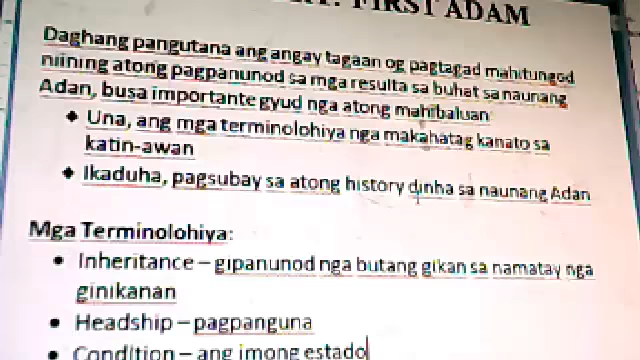 FIRST ADAM
Daghang pangutana ang angay tagaan og pagtagad mahitungod
niining atong pagpanunod sa mga resulta sa buhat sa naunang
Adan, busa importante gyud nga atong mahibaluan
◆ Una, ang mga terminolohiya nga makahatag kanato sa
katin-awan
◆ Ikaduha, pagsubay sa atong history dinha sa naunang Adan
Mga Terminolohiya:
• Inheritance – gipanunod nga butang gikan sa namatay nga
ginikanan
• Headship – pagpanguna
• Condition – ang imong estado